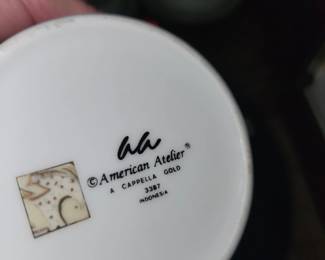 aa
©American Atelier®
A CAPPELLA GOLD
3387
INDONESIA